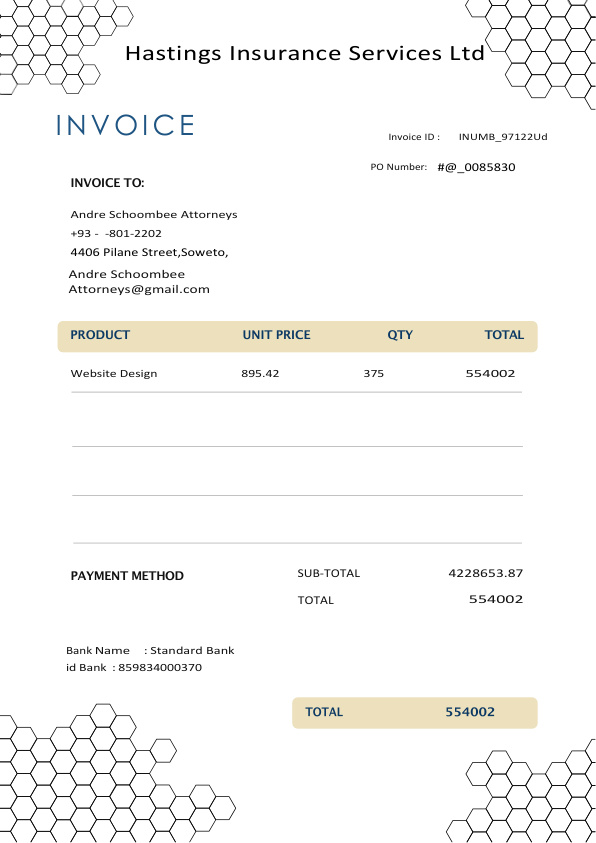 Hastings Insurance Services Ltd
INVOICE
Invoice ID : INUMB_97122Ud
PO Number: #@_0085830
INVOICE TO:
Andre Schoombee Attorneys
+93 - -801-2202
4406 Pilane Street,Soweto,
Andre Schoombee
Attorneys@gmail.com
PRODUCT UNIT PRICE QTY TOTAL
Website Design 895.42 375 554002
PAYMENT METHOD
SUB-TOTAL 4228653.87
TOTAL 554002
Bank Name : Standard Bank
id Bank : 859834000370
TOTAL 554002